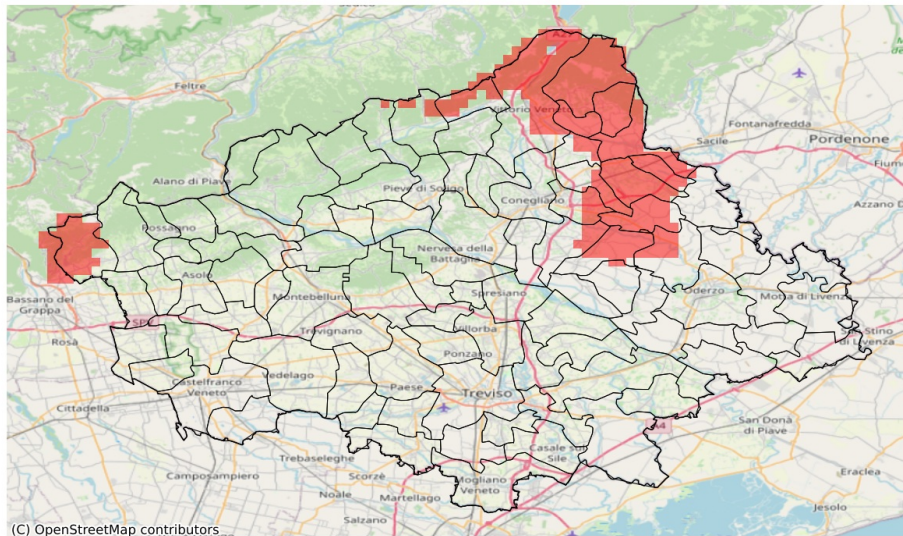 Feltre
Vittorio Veneto
Fontanafredda
Sacile
Pordenone
Alano di Piave
Pieve di Soligo
Conegliano
Azzano D
Possagno
Nervesa della
Battaglia
Asolo
Bassano del
Grappa
Montebelluna
Spresiano
Oderzo
Motta di Livenza
Rosà
Trevignano
Villorba
San Stino
di Livenza
Ponzano
Vedelago
Castelfranco
Veneto
Paese
Treviso
Cittadella
San Donà
di Piave
A4
Trebaseleghe
Casale sul
Sile
Camposampiero
Scorzè
Mogliano
Veneto
Noale
Martellago
Eraclea
Jesolo
Salzano
(C) OpenStreetMap contributors